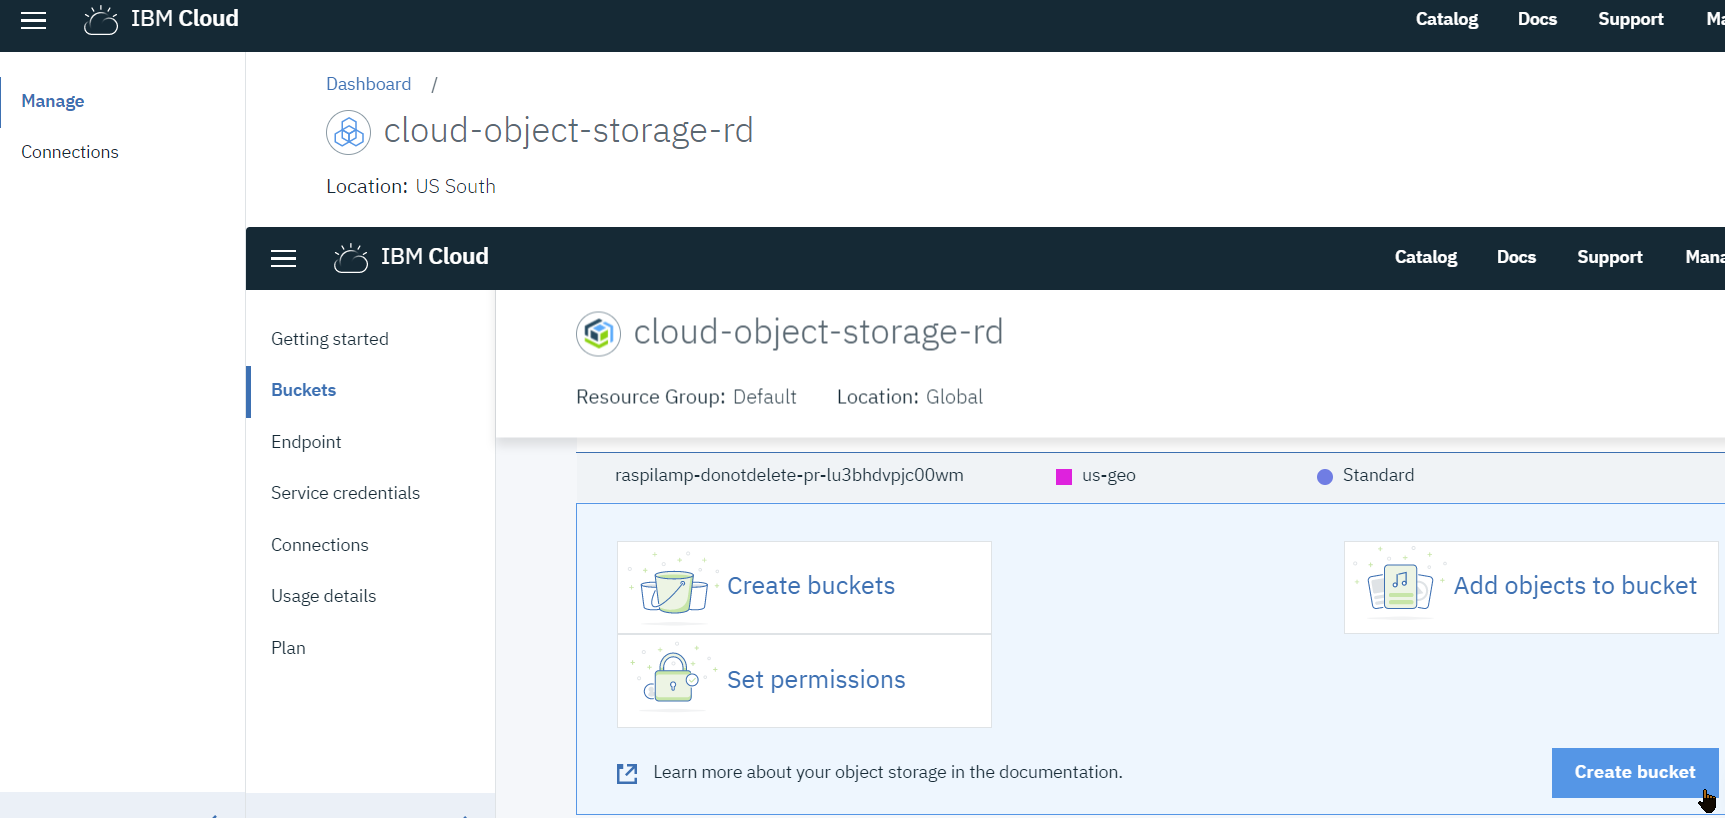 IBM Cloud Catalog Docs Support Ma
Manage
Connections
Dashboard /
cloud-object-storage-rd
Location: US South
IBM Cloud Catalog Docs Support Mana
Getting started
Buckets
Endpoint
Service credentials
Connections
Usage details
Plan
cloud-object-storage-rd
Resource Group: Default Location: Global
raspilamp-donotdelete-pr-lu3bhdvpjc00wm us-geo Standard
Create buckets
Add objects to bucket
Set permissions
Learn more about your object storage in the documentation.
Create bucket